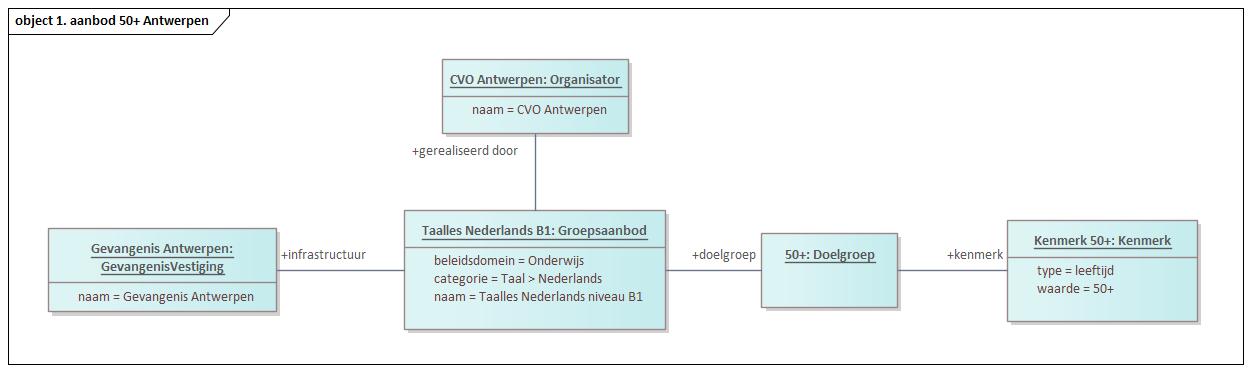 object 1. aanbod 50+ Antwerpen
CVO Antwerpen: Organisator
naam = CVO Antwerpen
+gerealiseerd door
Gevangenis Antwerpen:
GevangenisVestiging
naam = Gevangenis Antwerpen
+infrastructuur
Taalles Nederlands B1: Groepsaanbod
beleidsdomein = Onderwijs
categorie = Taal > Nederlands
naam = Taalles Nederlands niveau B1
+doelgroep
50+: Doelgroep
+kenmerk
Kenmerk 50+: Kenmerk
type = leeftijd
waarde = 50+